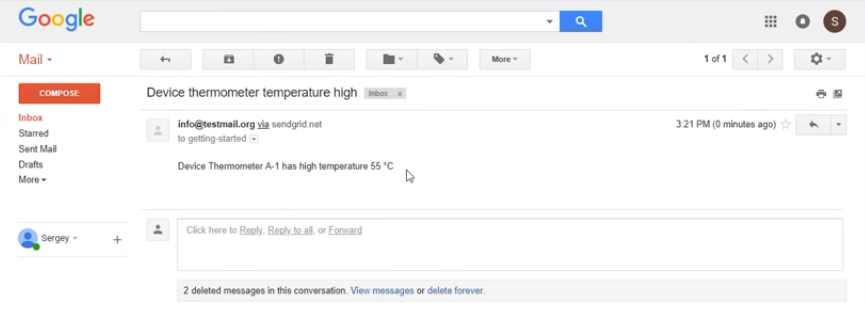 Google
S
Mail
More
1 of 1
COMPOSE
Device thermometer temperature high
Inbox x
Inbox
Starred
Sent Mail
Drafts
More
info@testmail.org via sendgrid.net
3:21 PM (0 minutes ago)
to getting-started
Device Thermometer A-1 has high temperature 55 °C
Sergey
+
Click here to Reply, Reply to all, or Forward
2 deleted messages in this conversation. View messages or delete forever.